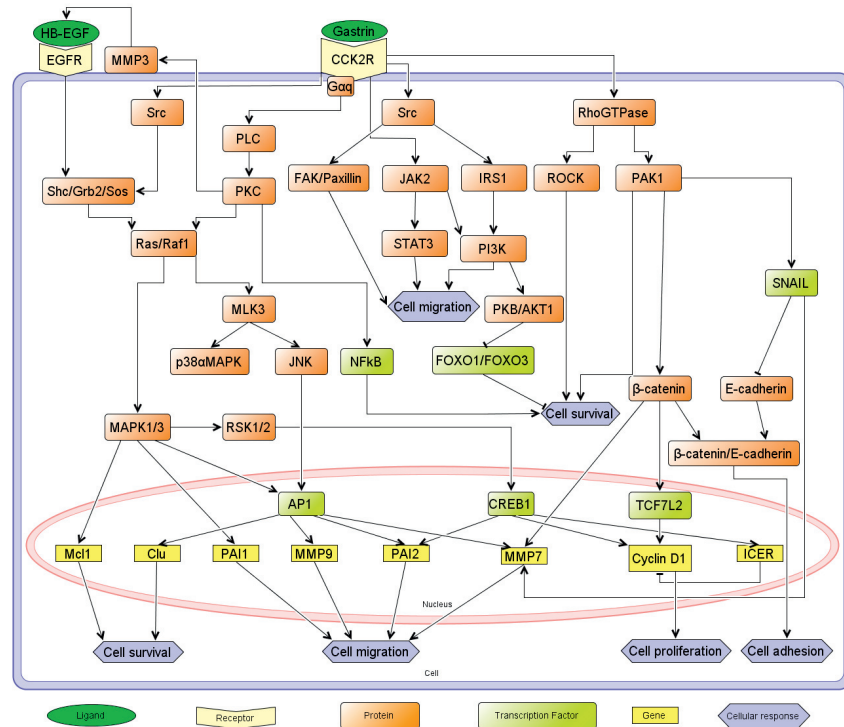 HB-EGF
Gastrin
EGFR
MMP3
CCK2R
Gαq
Src
Src
RhoGTPase
PLC
Shc/Grb2/Sos
PKC
FAK/Paxillin
JAK2
IRS1
ROCK
PAK1
Ras/Raf1
STAT3
PI3K
SNAIL
MLK3
Cell migration
PKB/AKT1
p38αMAPK
JNK
NFkB
FOXO1/FOXO3
β-catenin
E-cadherin
Cell survival
MAPK1/3
RSK1/2
β-catenin/E-cadherin
AP1
CREB1
TCF7L2
Mcl1
Clu
PAI1
MMP9
PAI2
MMP7
Cyclin D1
ICER
Nucleus
Cell survival
Cell migration
Cell proliferation
Cell adhesion
Cell
Ligand
Receptor
Protein
Transcription Factor
Gene
Cellular response